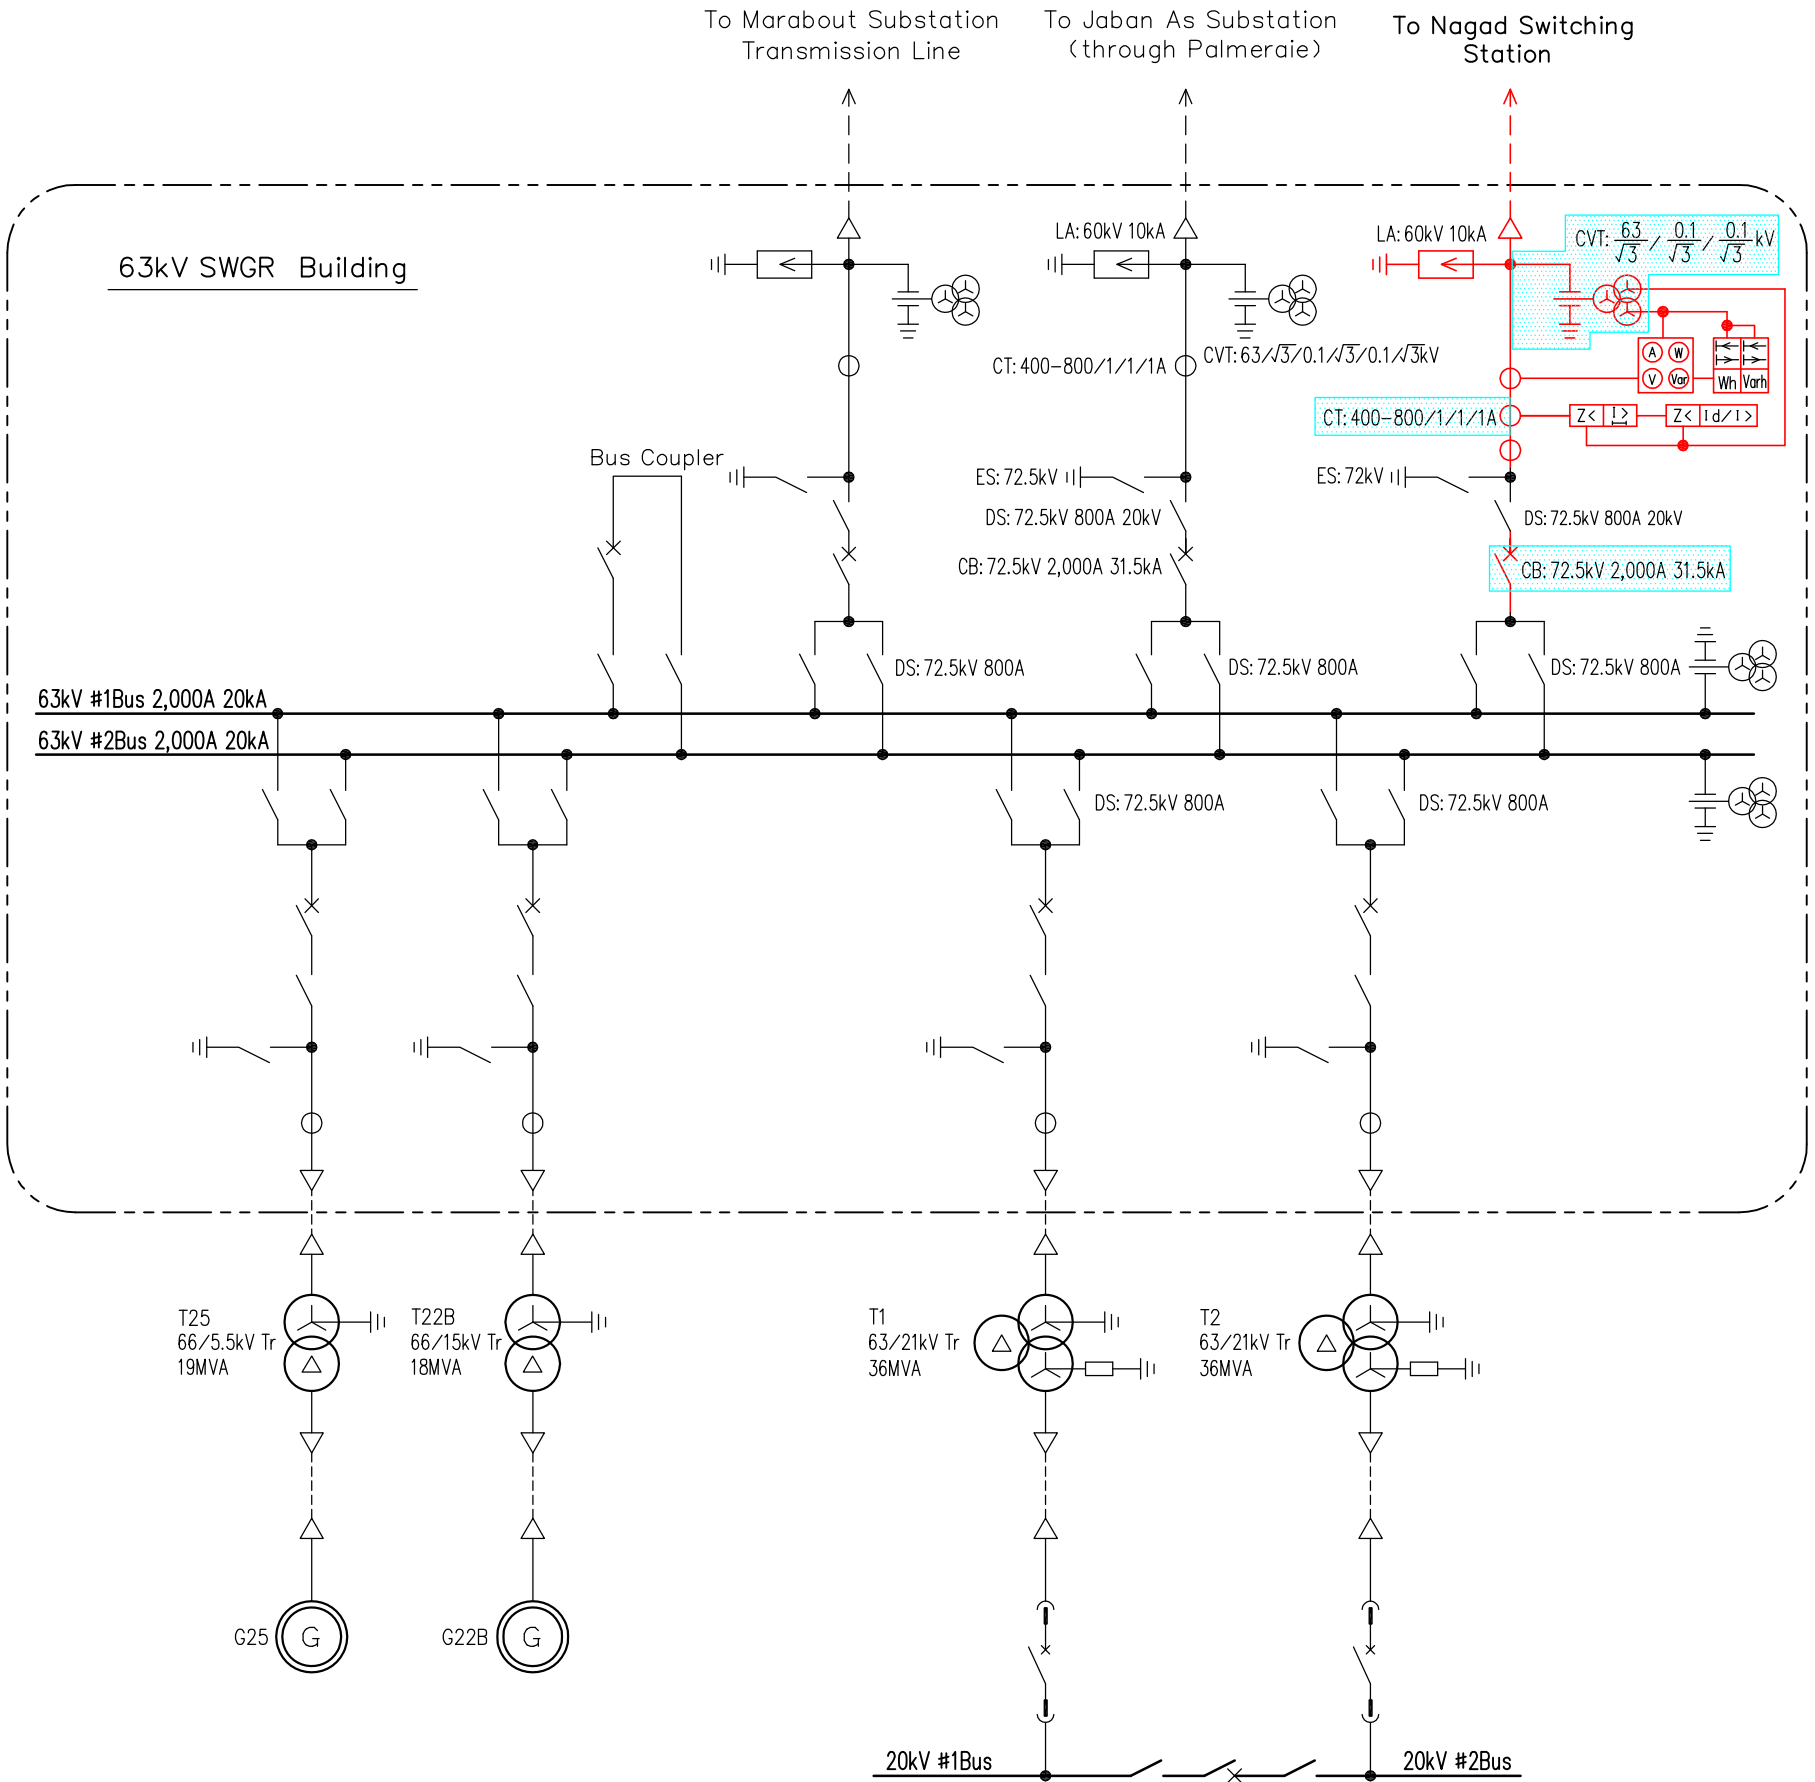 To Marabout Substation
Transmission Line
To Jaban As Substation
(through Palmeraie)
To Nagad Switching
Station
63kV SWGR Building
LA: 60kV 10kA
LA: 60kV 10kA
CVT: 63/√3 / 0.1/√3 / 0.1/√3 kV
CT: 400-800/1/1/1A
CVT: 63/√3/0.1/√3/0.1/√3kV
A W
V Var
Wh Varh
CT: 400-800/1/1/1A
Z< I>
Z< Id/I>
Bus Coupler
ES: 72.5kV
ES: 72kV
DS: 72.5kV 800A 20kV
DS: 72.5kV 800A 20kV
CB: 72.5kV 2,000A 31.5kA
CB: 72.5kV 2,000A 31.5kA
DS: 72.5kV 800A
DS: 72.5kV 800A
DS: 72.5kV 800A
63kV #1Bus 2,000A 20kA
63kV #2Bus 2,000A 20kA
DS: 72.5kV 800A
DS: 72.5kV 800A
T25
66/5.5kV Tr
19MVA
T22B
66/15kV Tr
18MVA
T1
63/21kV Tr
36MVA
T2
63/21kV Tr
36MVA
G25
G
G22B
G
20kV #1Bus
20kV #2Bus